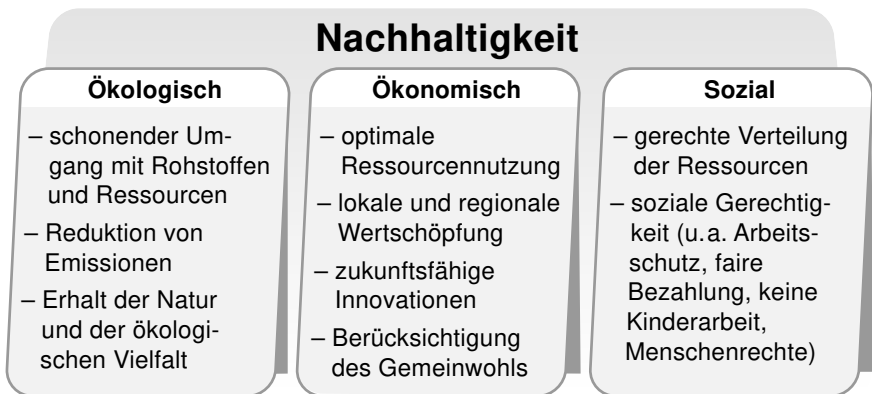 Nachhaltigkeit
Ökologisch
– schonender Um-
gang mit Rohstoffen
und Ressourcen
– Reduktion von
Emissionen
– Erhalt der Natur
und der ökologi-
schen Vielfalt
Ökonomisch
– optimale
Ressourcennutzung
– lokale und regionale
Wertschöpfung
– zukunftsfähige
Innovationen
– Berücksichtigung
des Gemeinwohls
Sozial
– gerechte Verteilung
der Ressourcen
– soziale Gerechtig-
keit (u. a. Arbeits-
schutz, faire
Bezahlung, keine
Kinderarbeit,
Menschenrechte)